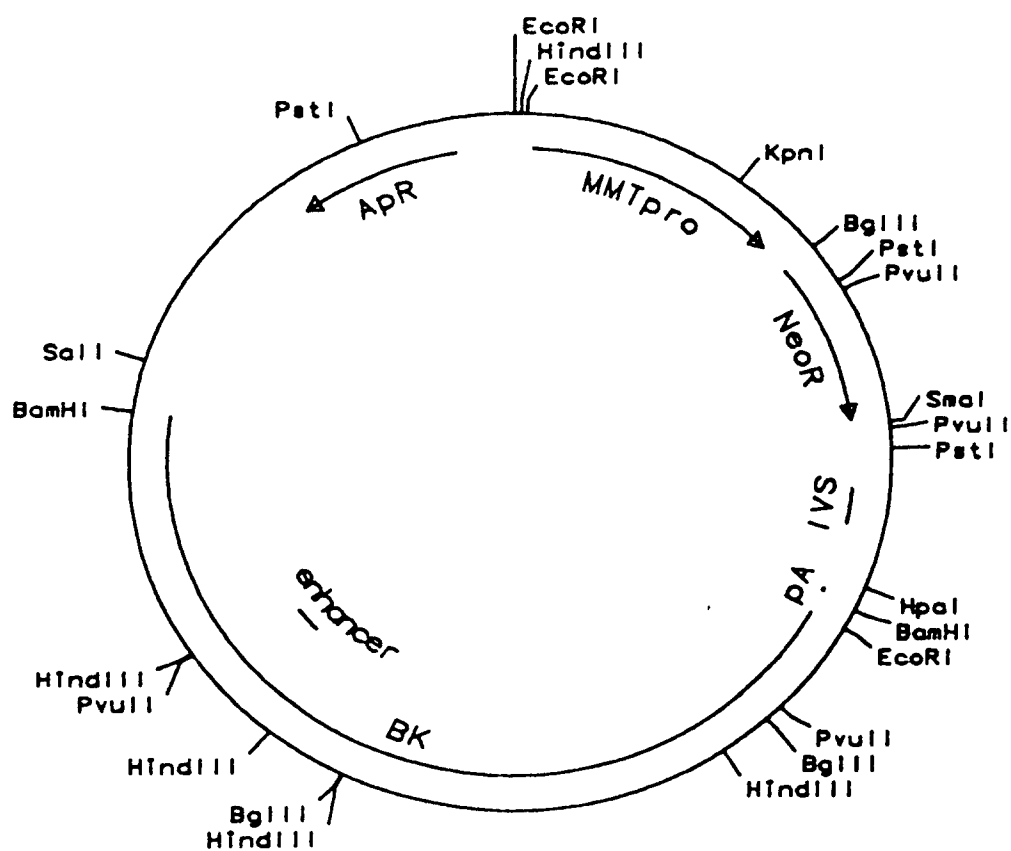 EcoRI
HindIII
EcoRI
PstI
KpnI
ApR
MMTpro
BglII
PstI
PvuII
NeoR
SalI
BamHI
SmaI
PvuII
PstI
IVS
pA
HpaI
BamHI
EcoRI
enhancer
HindIII
PvuII
BK
PvuII
BglII
HindIII
HindIII
BglII
HindIII